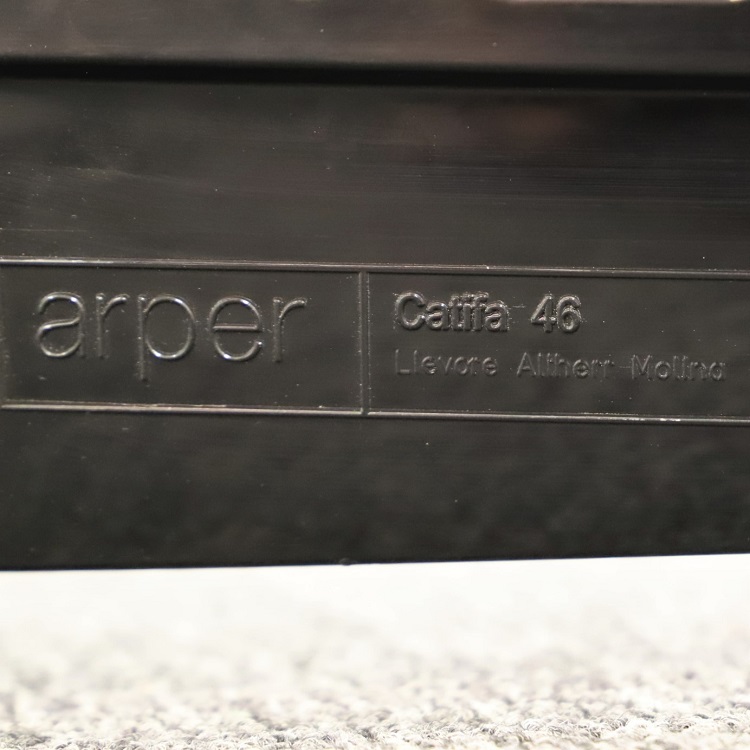 arper
Catifa 46
Lievore Altherr Molina